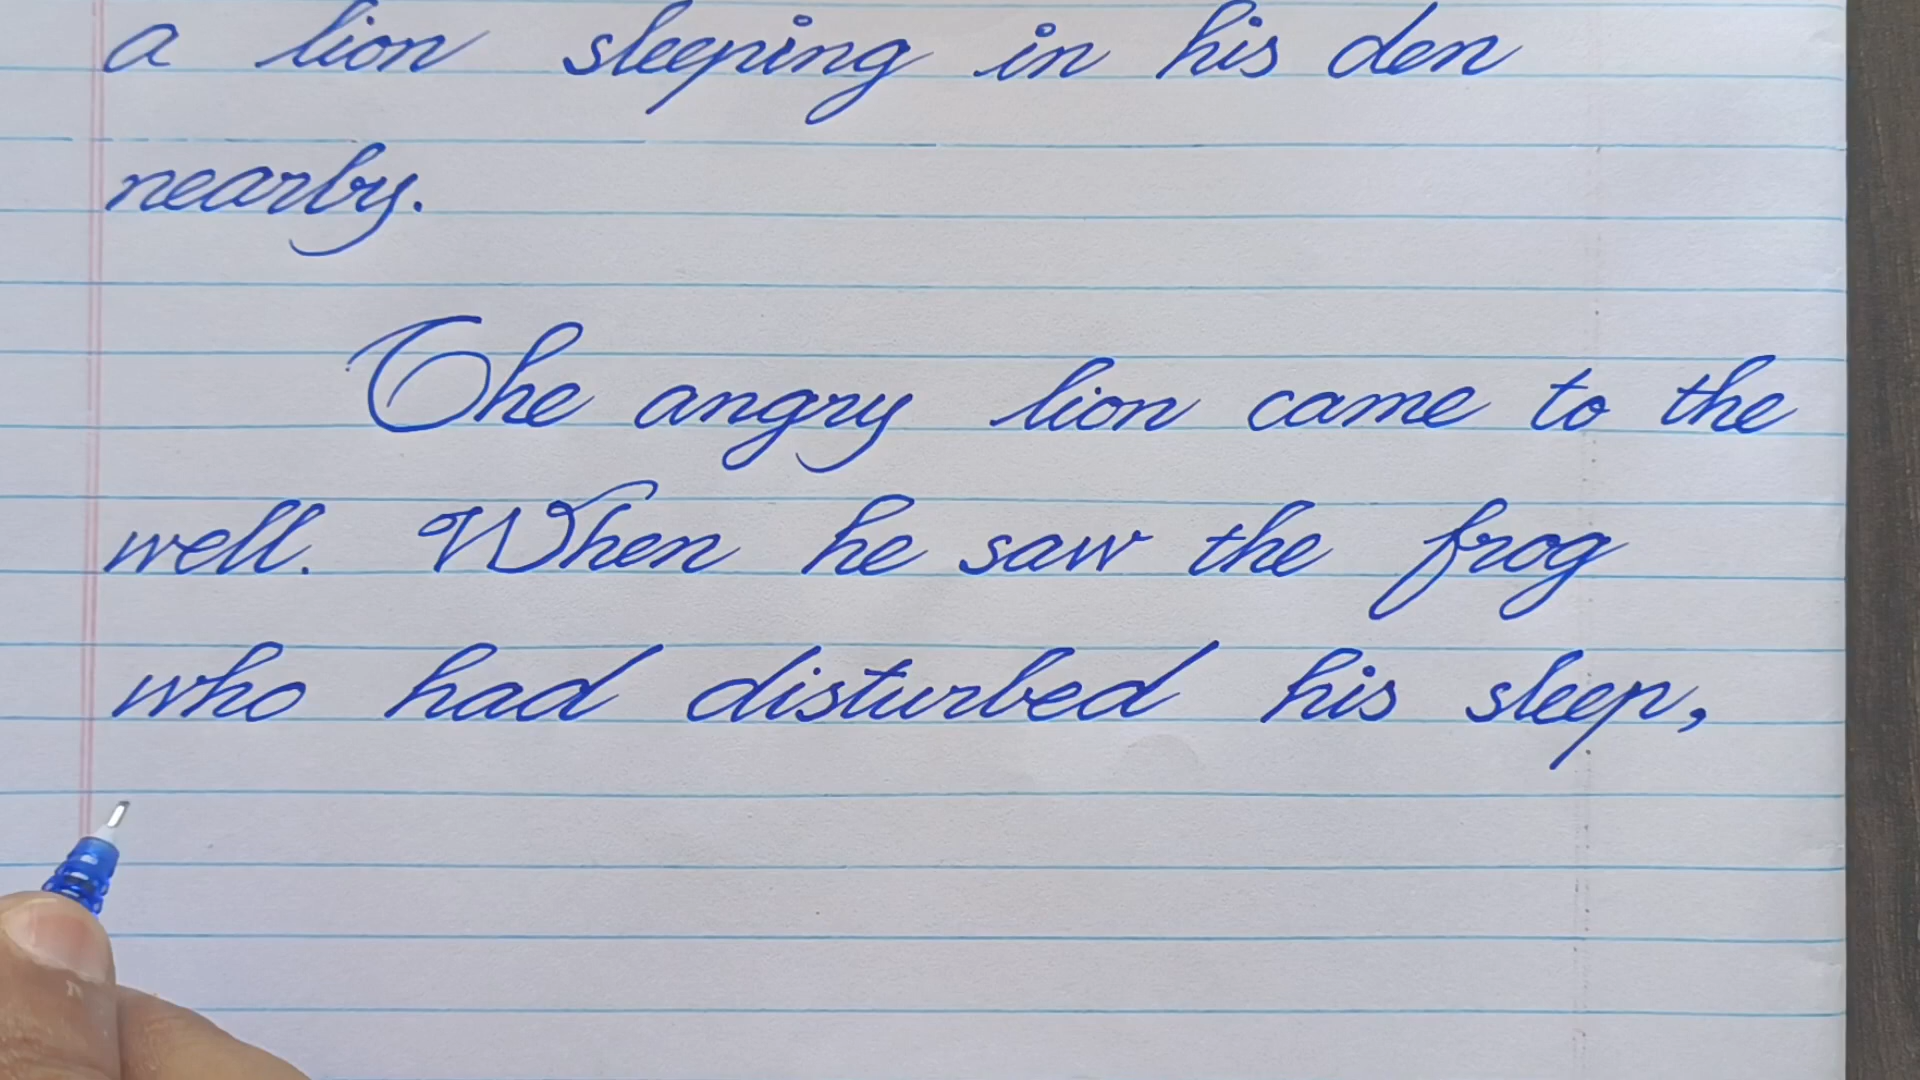 a lion sleeping in his den
nearby.
The angry lion came to the
well. When he saw the frog
who had disturbed his sleep,